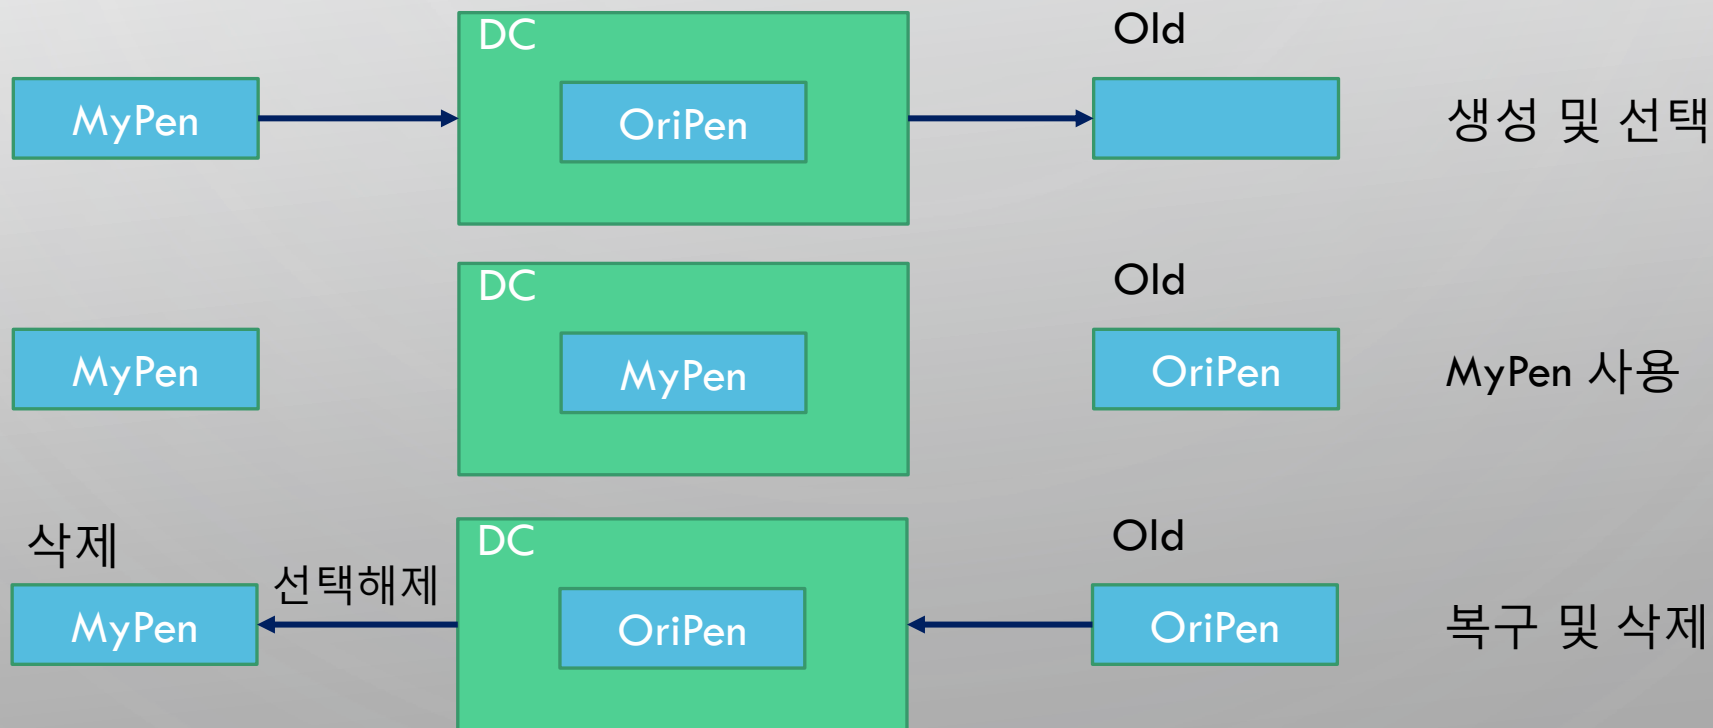 DC
Old
MyPen
OriPen
생성 및 선택
DC
Old
MyPen
MyPen
OriPen
MyPen 사용
삭제
선택해제
DC
Old
MyPen
OriPen
OriPen
복구 및 삭제